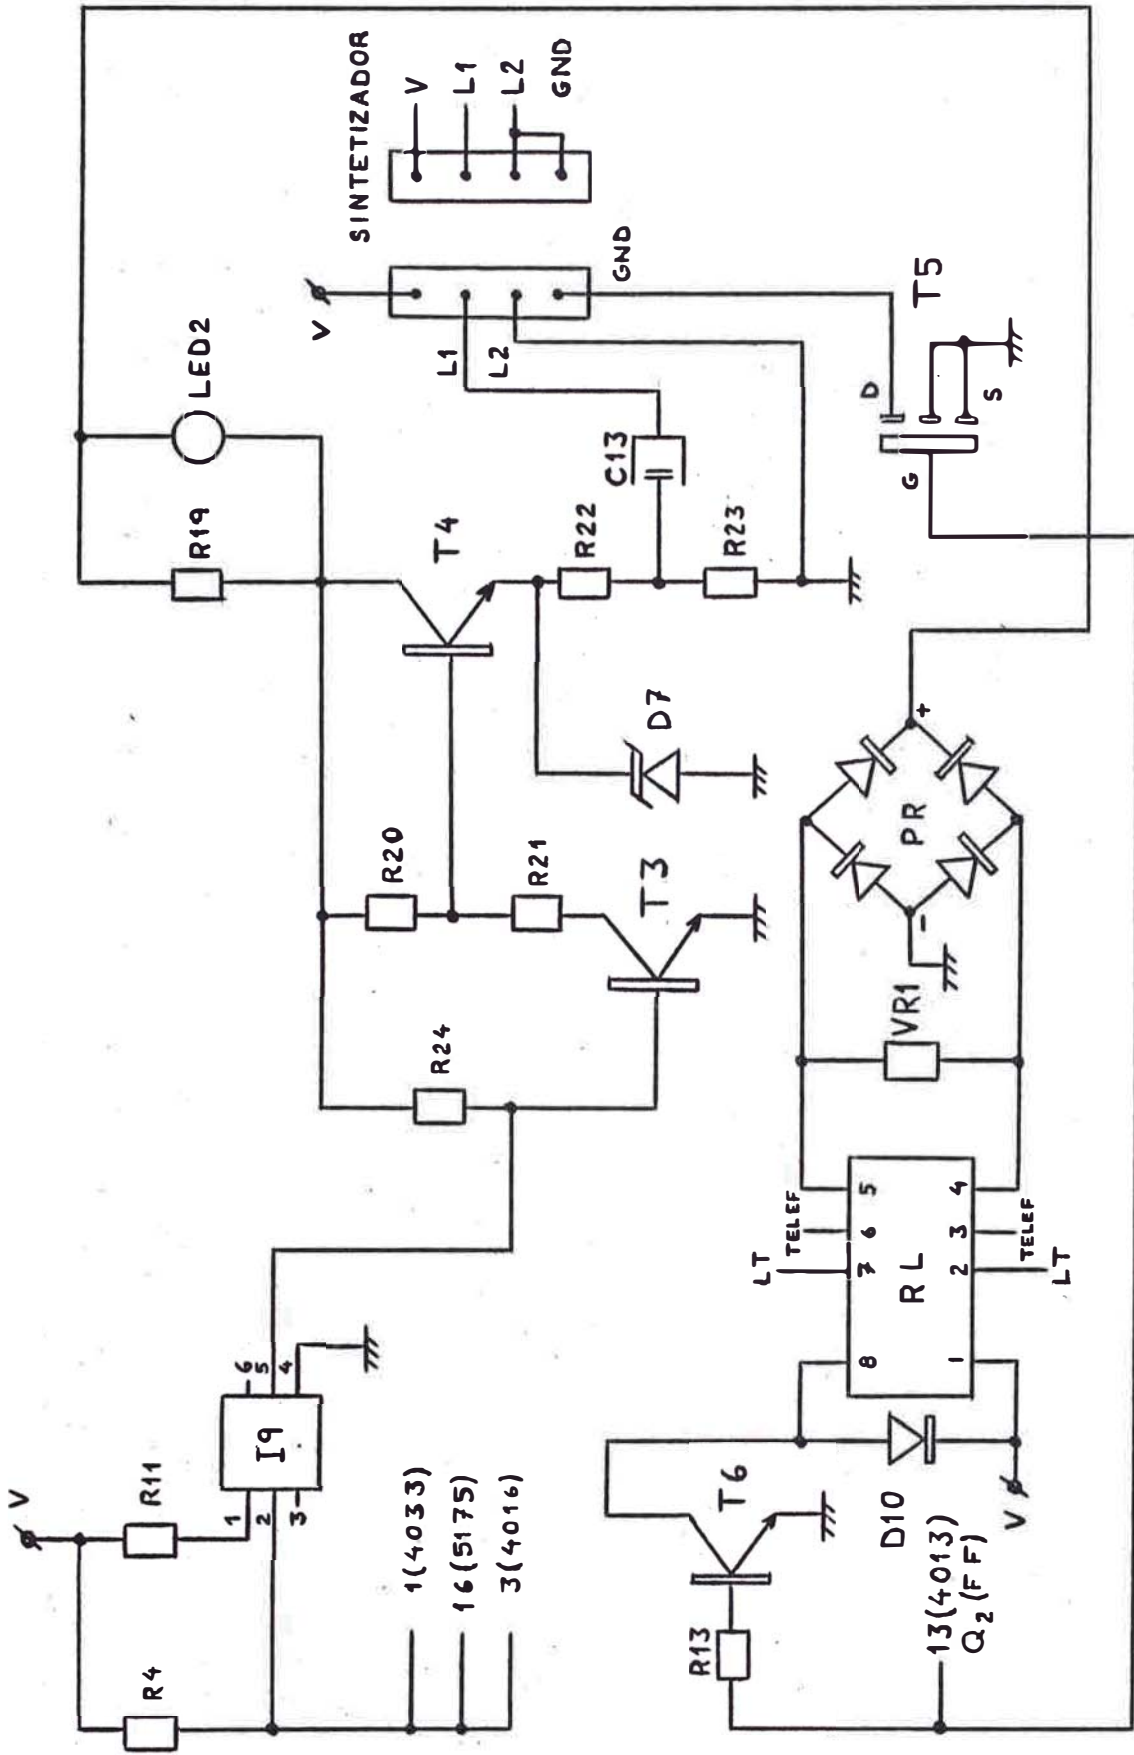 SINTETIZADOR
V
L1
L2
GND
V
L1
L2
GND
LED2
R19
T4
C13
R22
R23
D
G
S
T5
D7
R20
R21
T3
R24
+
PR
-
VR1
V
R11
R4
I9
1
2
3
6
5
4
1(4033)
16(5175)
3(4016)
LT
TELEF
7
6
5
8
RL
1
2
3
4
LT
TELEF
T6
D10
V
R13
13(4013)
Q2(FF)